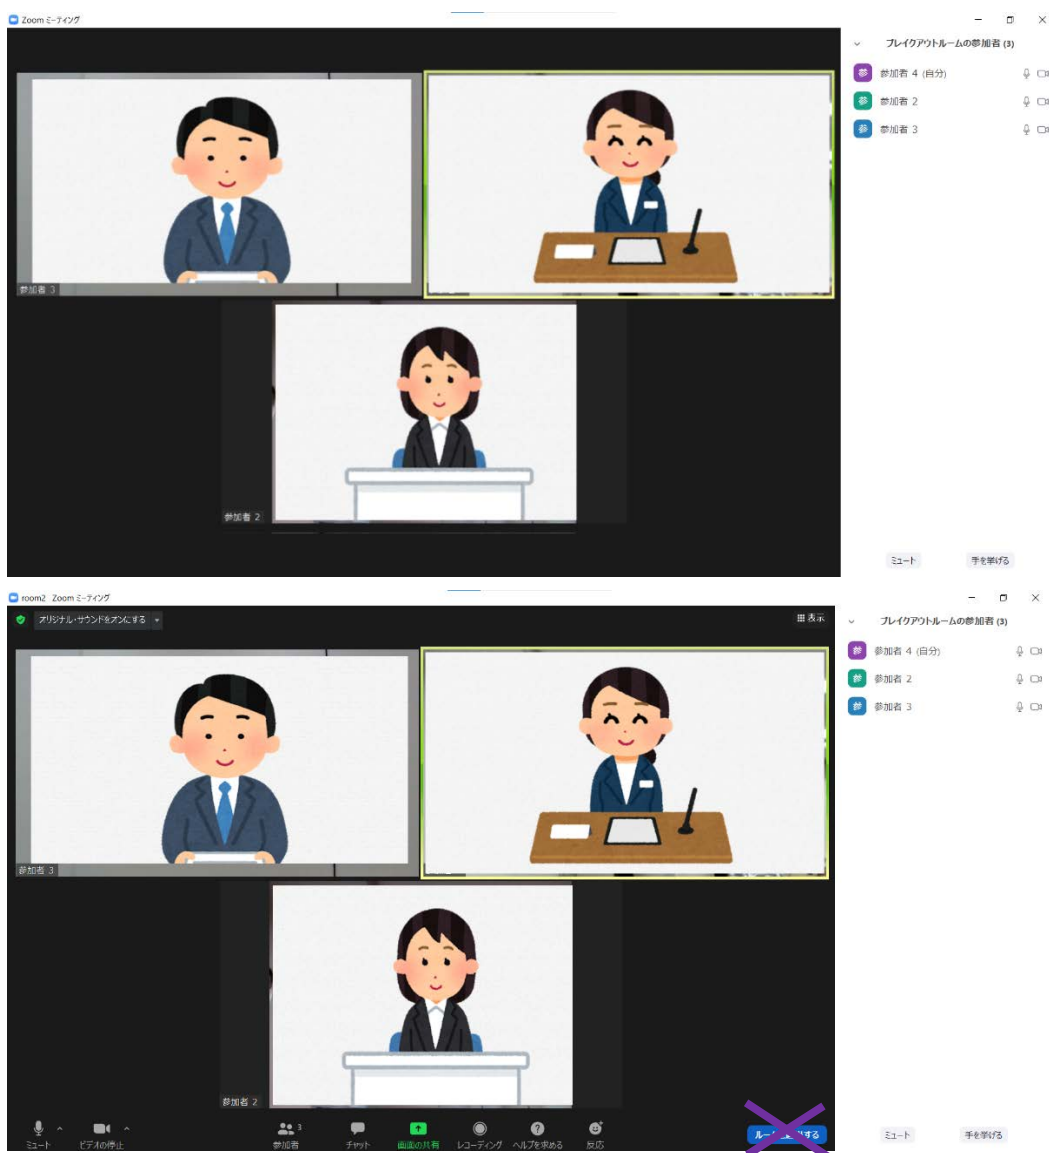 Zoom ミーティング
ブレイクアウトルームの参加者 (3)
参 参加者 4 (自分)
参 参加者 2
参 参加者 3
参加者 3
参加者 2
ミュート 手を挙げる
room2 Zoom ミーティング
オリジナル・サウンドをオンにする
表示
ブレイクアウトルームの参加者 (3)
参 参加者 4 (自分)
参 参加者 2
参 参加者 3
参加者 3
参加者 2
3
ミュート ビデオの停止 参加者 チャット 画面の共有 レコーディング ヘルプを求める 反応
ミュート 手を挙げる